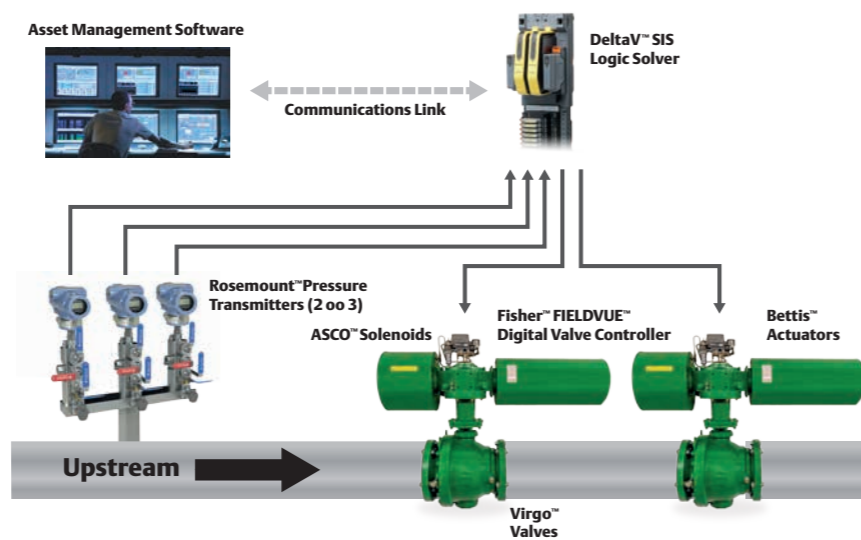 Asset Management Software
DeltaV™ SIS
Logic Solver
Communications Link
Rosemount™ Pressure
Transmitters (2 oo 3)
ASCO™ Solenoids
Fisher™ FIELDVUE™
Digital Valve Controller
Bettis™
Actuators
Upstream
Virgo™
Valves